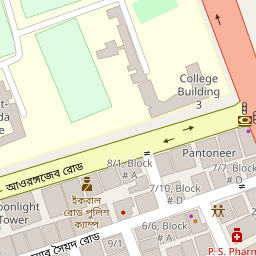 College
Building
3
আওরঙ্গজেব রোড
Pantoneer
8/1, Block
# A
ইকবাল
রোড পুলিশ
ক্যাম্প
7/10, Block
# D
7/7, Block
# D
oonlight
Tower
সৈয়দ রোড
9/1
6/6, Block
# A
P. S. Pharm